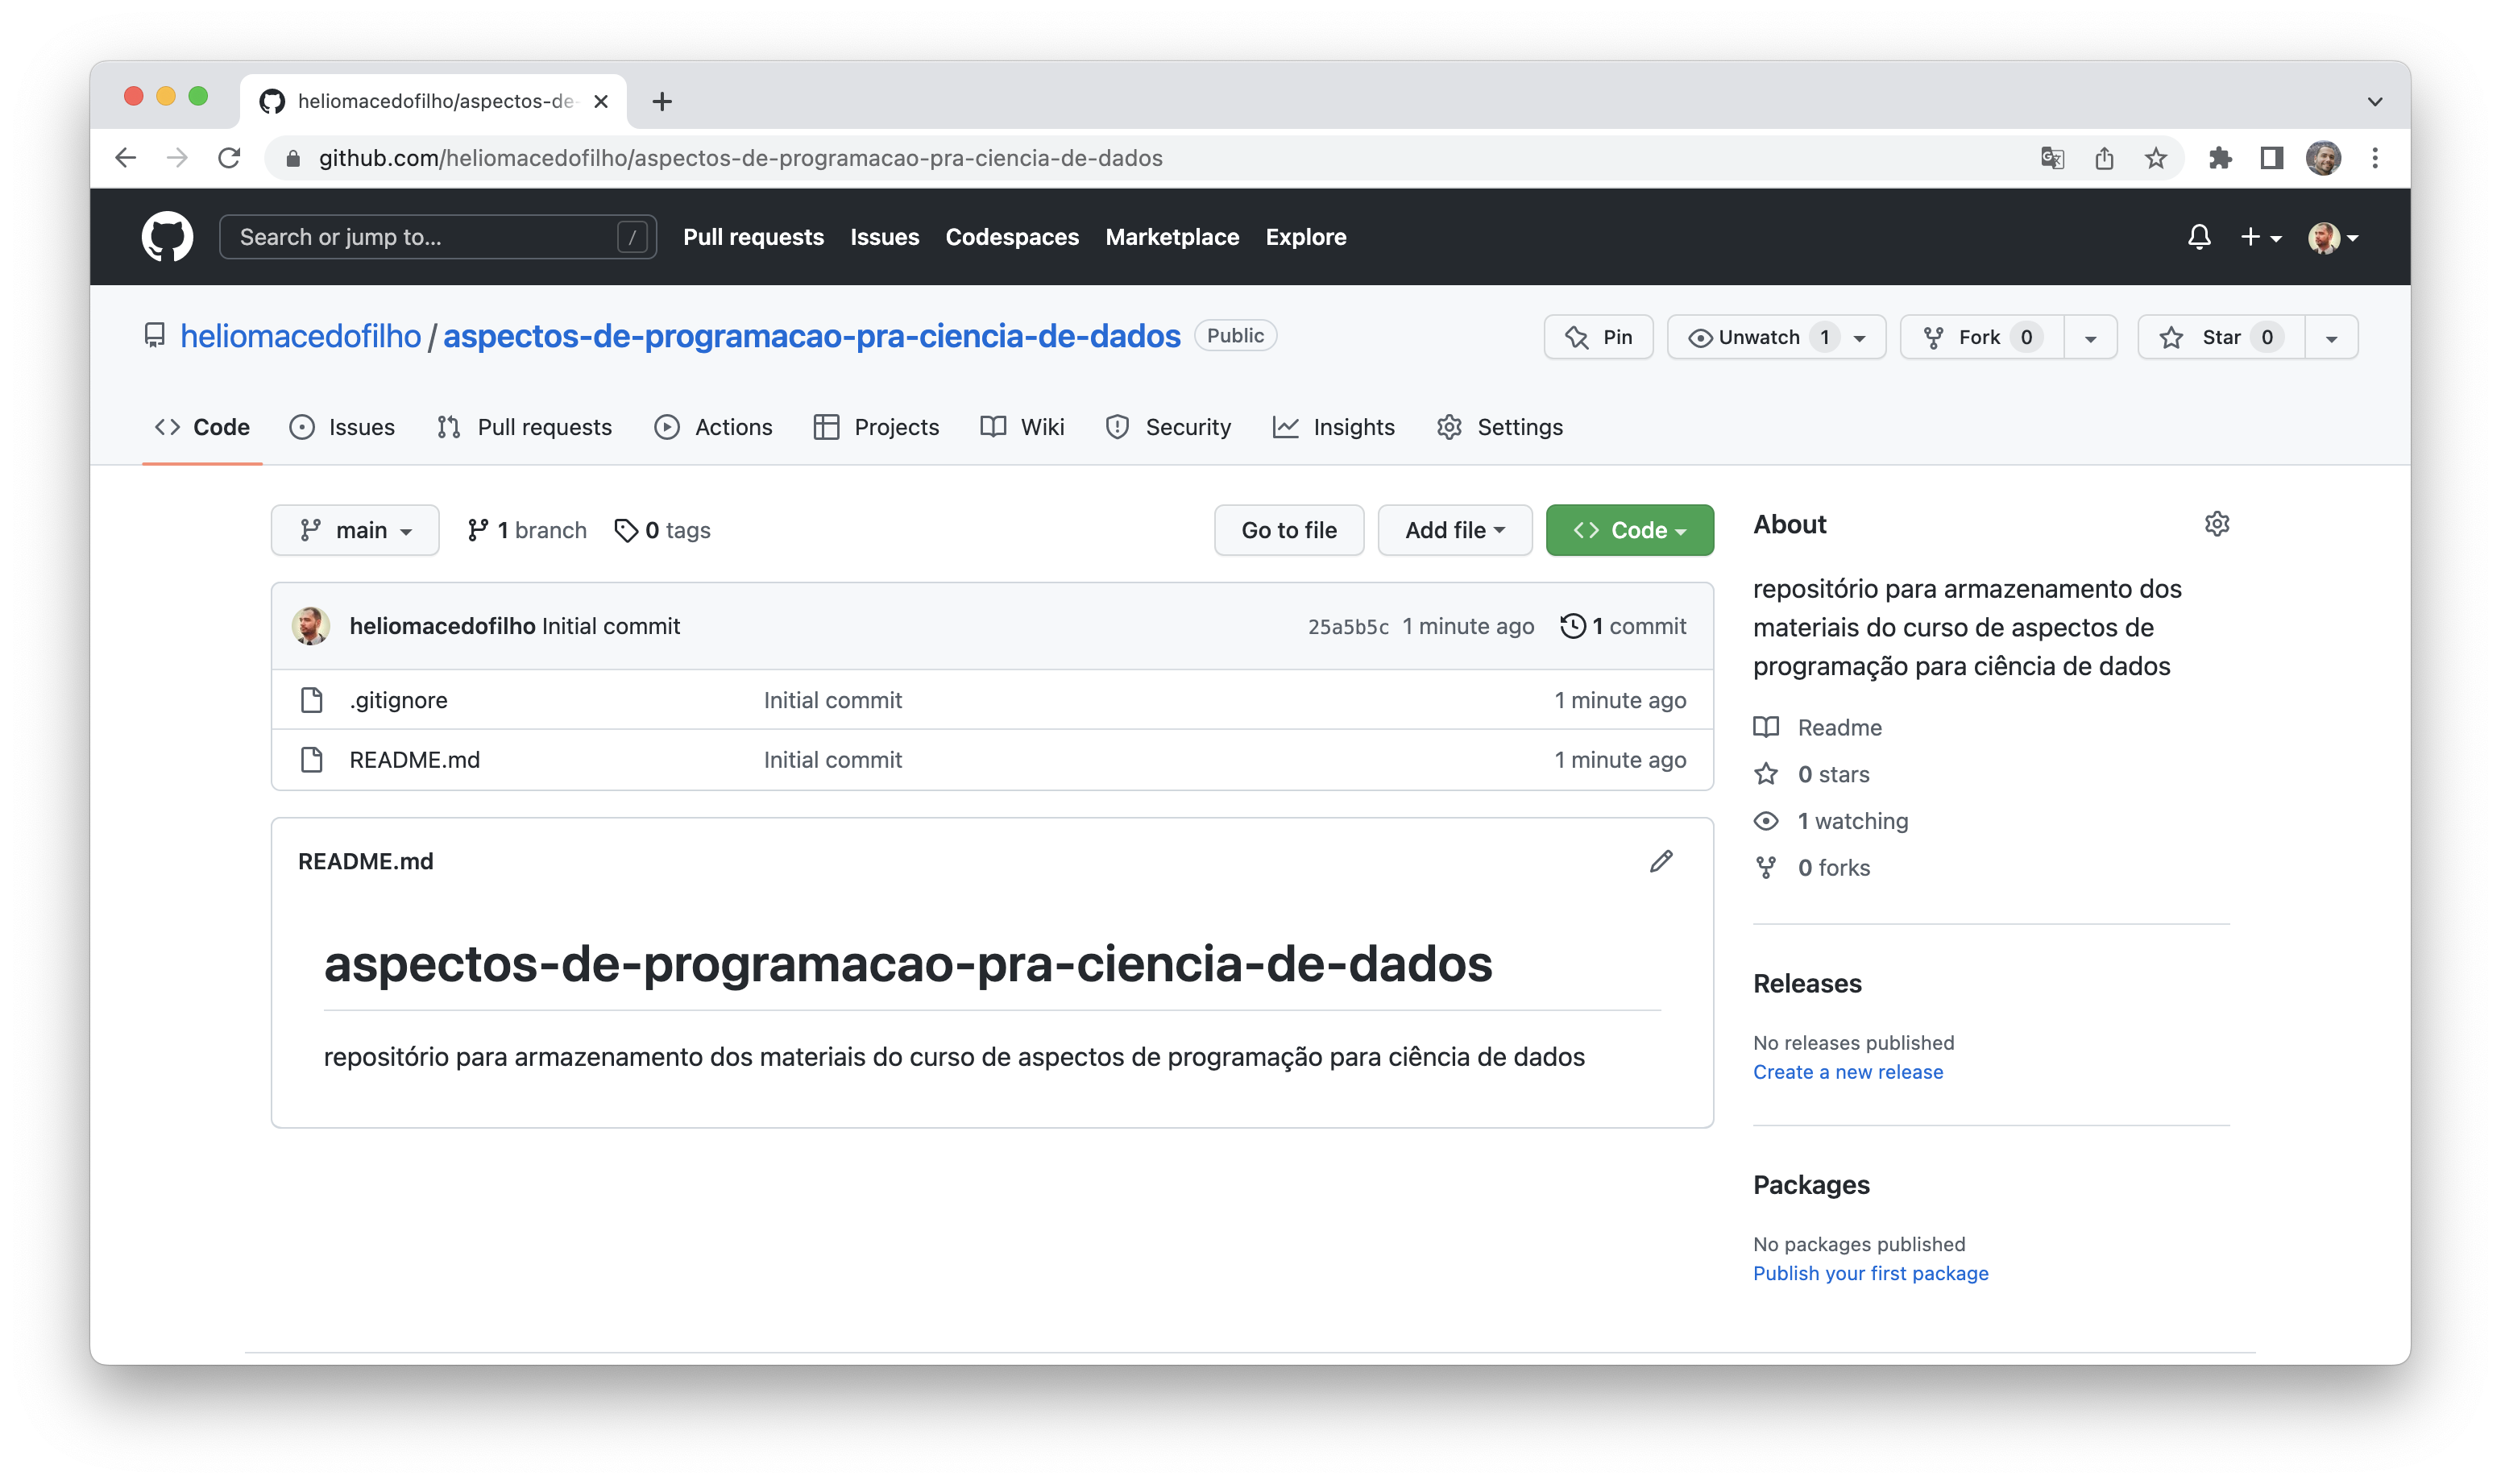 heliomacedofilho/aspectos-de-
github.com/heliomacedofilho/aspectos-de-programacao-pra-ciencia-de-dados
Search or jump to... / Pull requests Issues Codespaces Marketplace Explore
heliomacedofilho / aspectos-de-programacao-pra-ciencia-de-dados Public Pin Unwatch 1 Fork 0 Star 0
Code Issues Pull requests Actions Projects Wiki Security Insights Settings
main 1 branch 0 tags Go to file Add file Code
heliomacedofilho Initial commit 25a5b5c 1 minute ago 1 commit
.gitignore Initial commit 1 minute ago
README.md Initial commit 1 minute ago
README.md
aspectos-de-programacao-pra-ciencia-de-dados
repositório para armazenamento dos materiais do curso de aspectos de programação para ciência de dados
About
repositório para armazenamento dos
materiais do curso de aspectos de
programação para ciência de dados
Readme
0 stars
1 watching
0 forks
Releases
No releases published
Create a new release
Packages
No packages published
Publish your first package